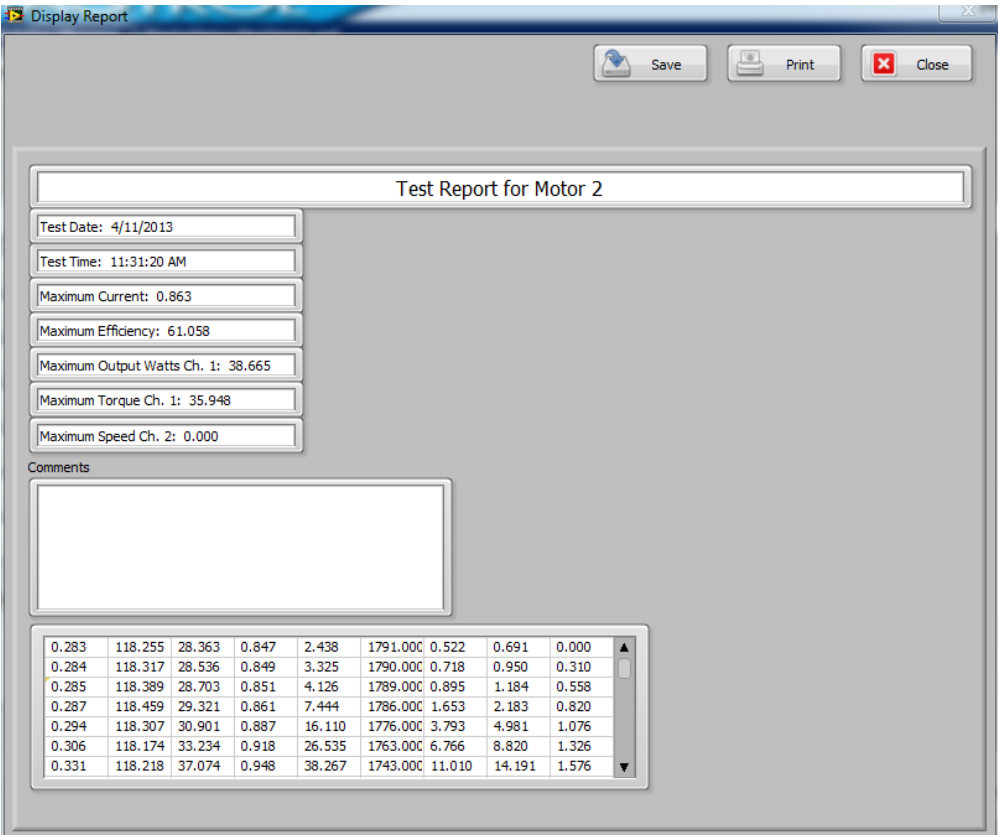 Display Report
Save Print Close
Test Report for Motor 2
Test Date: 4/11/2013
Test Time: 11:31:20 AM
Maximum Current: 0.863
Maximum Efficiency: 61.058
Maximum Output Watts Ch. 1: 38.665
Maximum Torque Ch. 1: 35.948
Maximum Speed Ch. 2: 0.000
Comments
0.283 118.255 28.363 0.847 2.438 1791.000 0.522 0.691 0.000
0.284 118.317 28.536 0.849 3.325 1790.000 0.718 0.950 0.310
0.285 118.389 28.703 0.851 4.126 1789.000 0.895 1.184 0.558
0.287 118.459 29.321 0.861 7.444 1786.000 1.653 2.183 0.820
0.294 118.307 30.901 0.887 16.110 1776.000 3.793 4.981 1.076
0.306 118.174 33.234 0.918 26.535 1763.000 6.766 8.820 1.326
0.331 118.218 37.074 0.948 38.267 1743.000 11.010 14.191 1.576